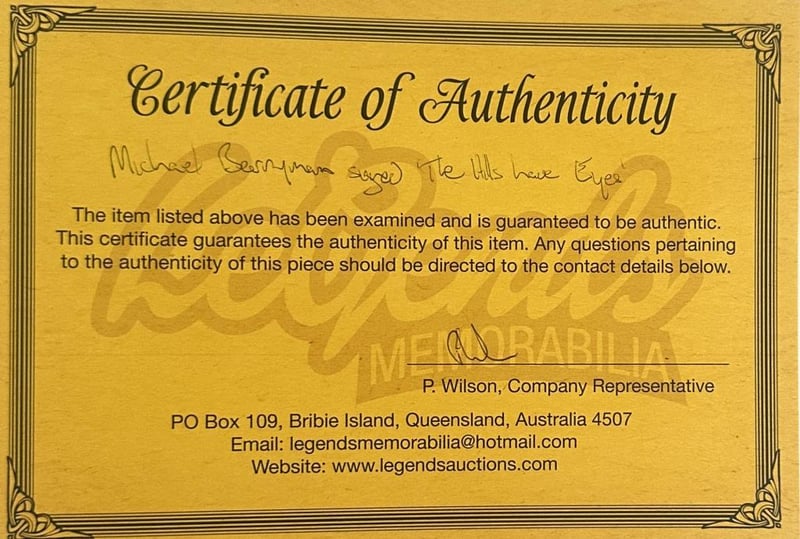 Certificate of Authenticity
Michael Berryman signed 'The Hills have Eyes'
The item listed above has been examined and is guaranteed to be authentic.
This certificate guarantees the authenticity of this item. Any questions pertaining
to the authenticity of this piece should be directed to the contact details below.
Legends
MEMORABILIA
P. Wilson, Company Representative
PO Box 109, Bribie Island, Queensland, Australia 4507
Email: legendsmemorabilia@hotmail.com
Website: www.legendsauctions.com